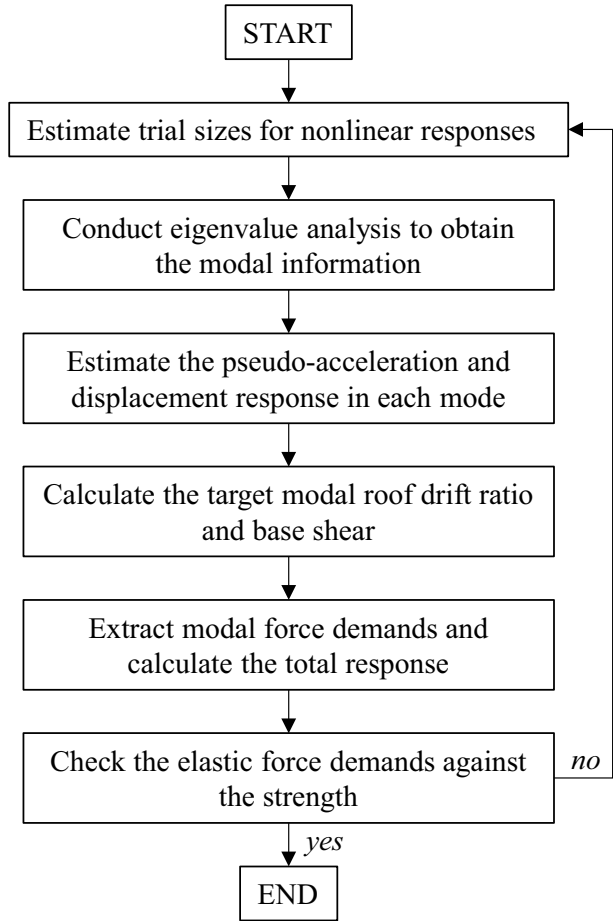 START
Estimate trial sizes for nonlinear responses
Conduct eigenvalue analysis to obtain
the modal information
Estimate the pseudo-acceleration and
displacement response in each mode
Calculate the target modal roof drift ratio
and base shear
Extract modal force demands and
calculate the total response
Check the elastic force demands against
the strength
no
yes
END